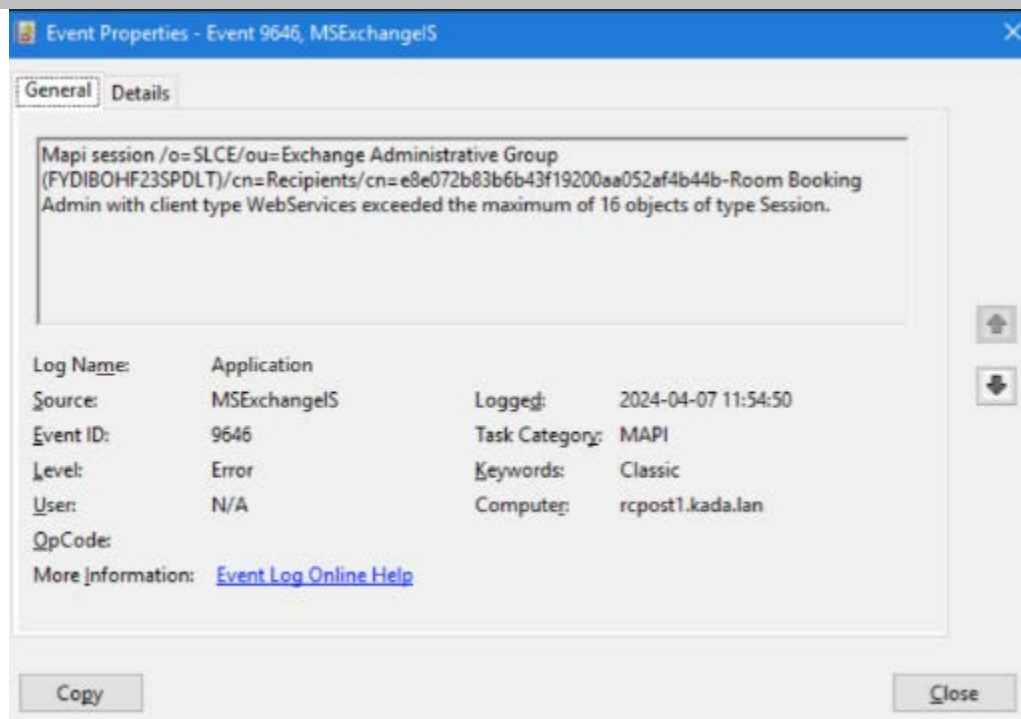 Event Properties - Event 9646, MSExchangeIS
General Details
Mapi session /o=SLCE/ou=Exchange Administrative Group
(FYDIBOHF23SPDLT)/cn=Recipients/cn=e8e072b83b6b43f19200aa052af4b44b-Room Booking
Admin with client type WebServices exceeded the maximum of 16 objects of type Session.
Log Name: Application
Source: MSExchangeIS Logged: 2024-04-07 11:54:50
Event ID: 9646 Task Category: MAPI
Level: Error Keywords: Classic
User: N/A Computer: rcpost1.kada.lan
OpCode:
More Information: Event Log Online Help
Copy Close